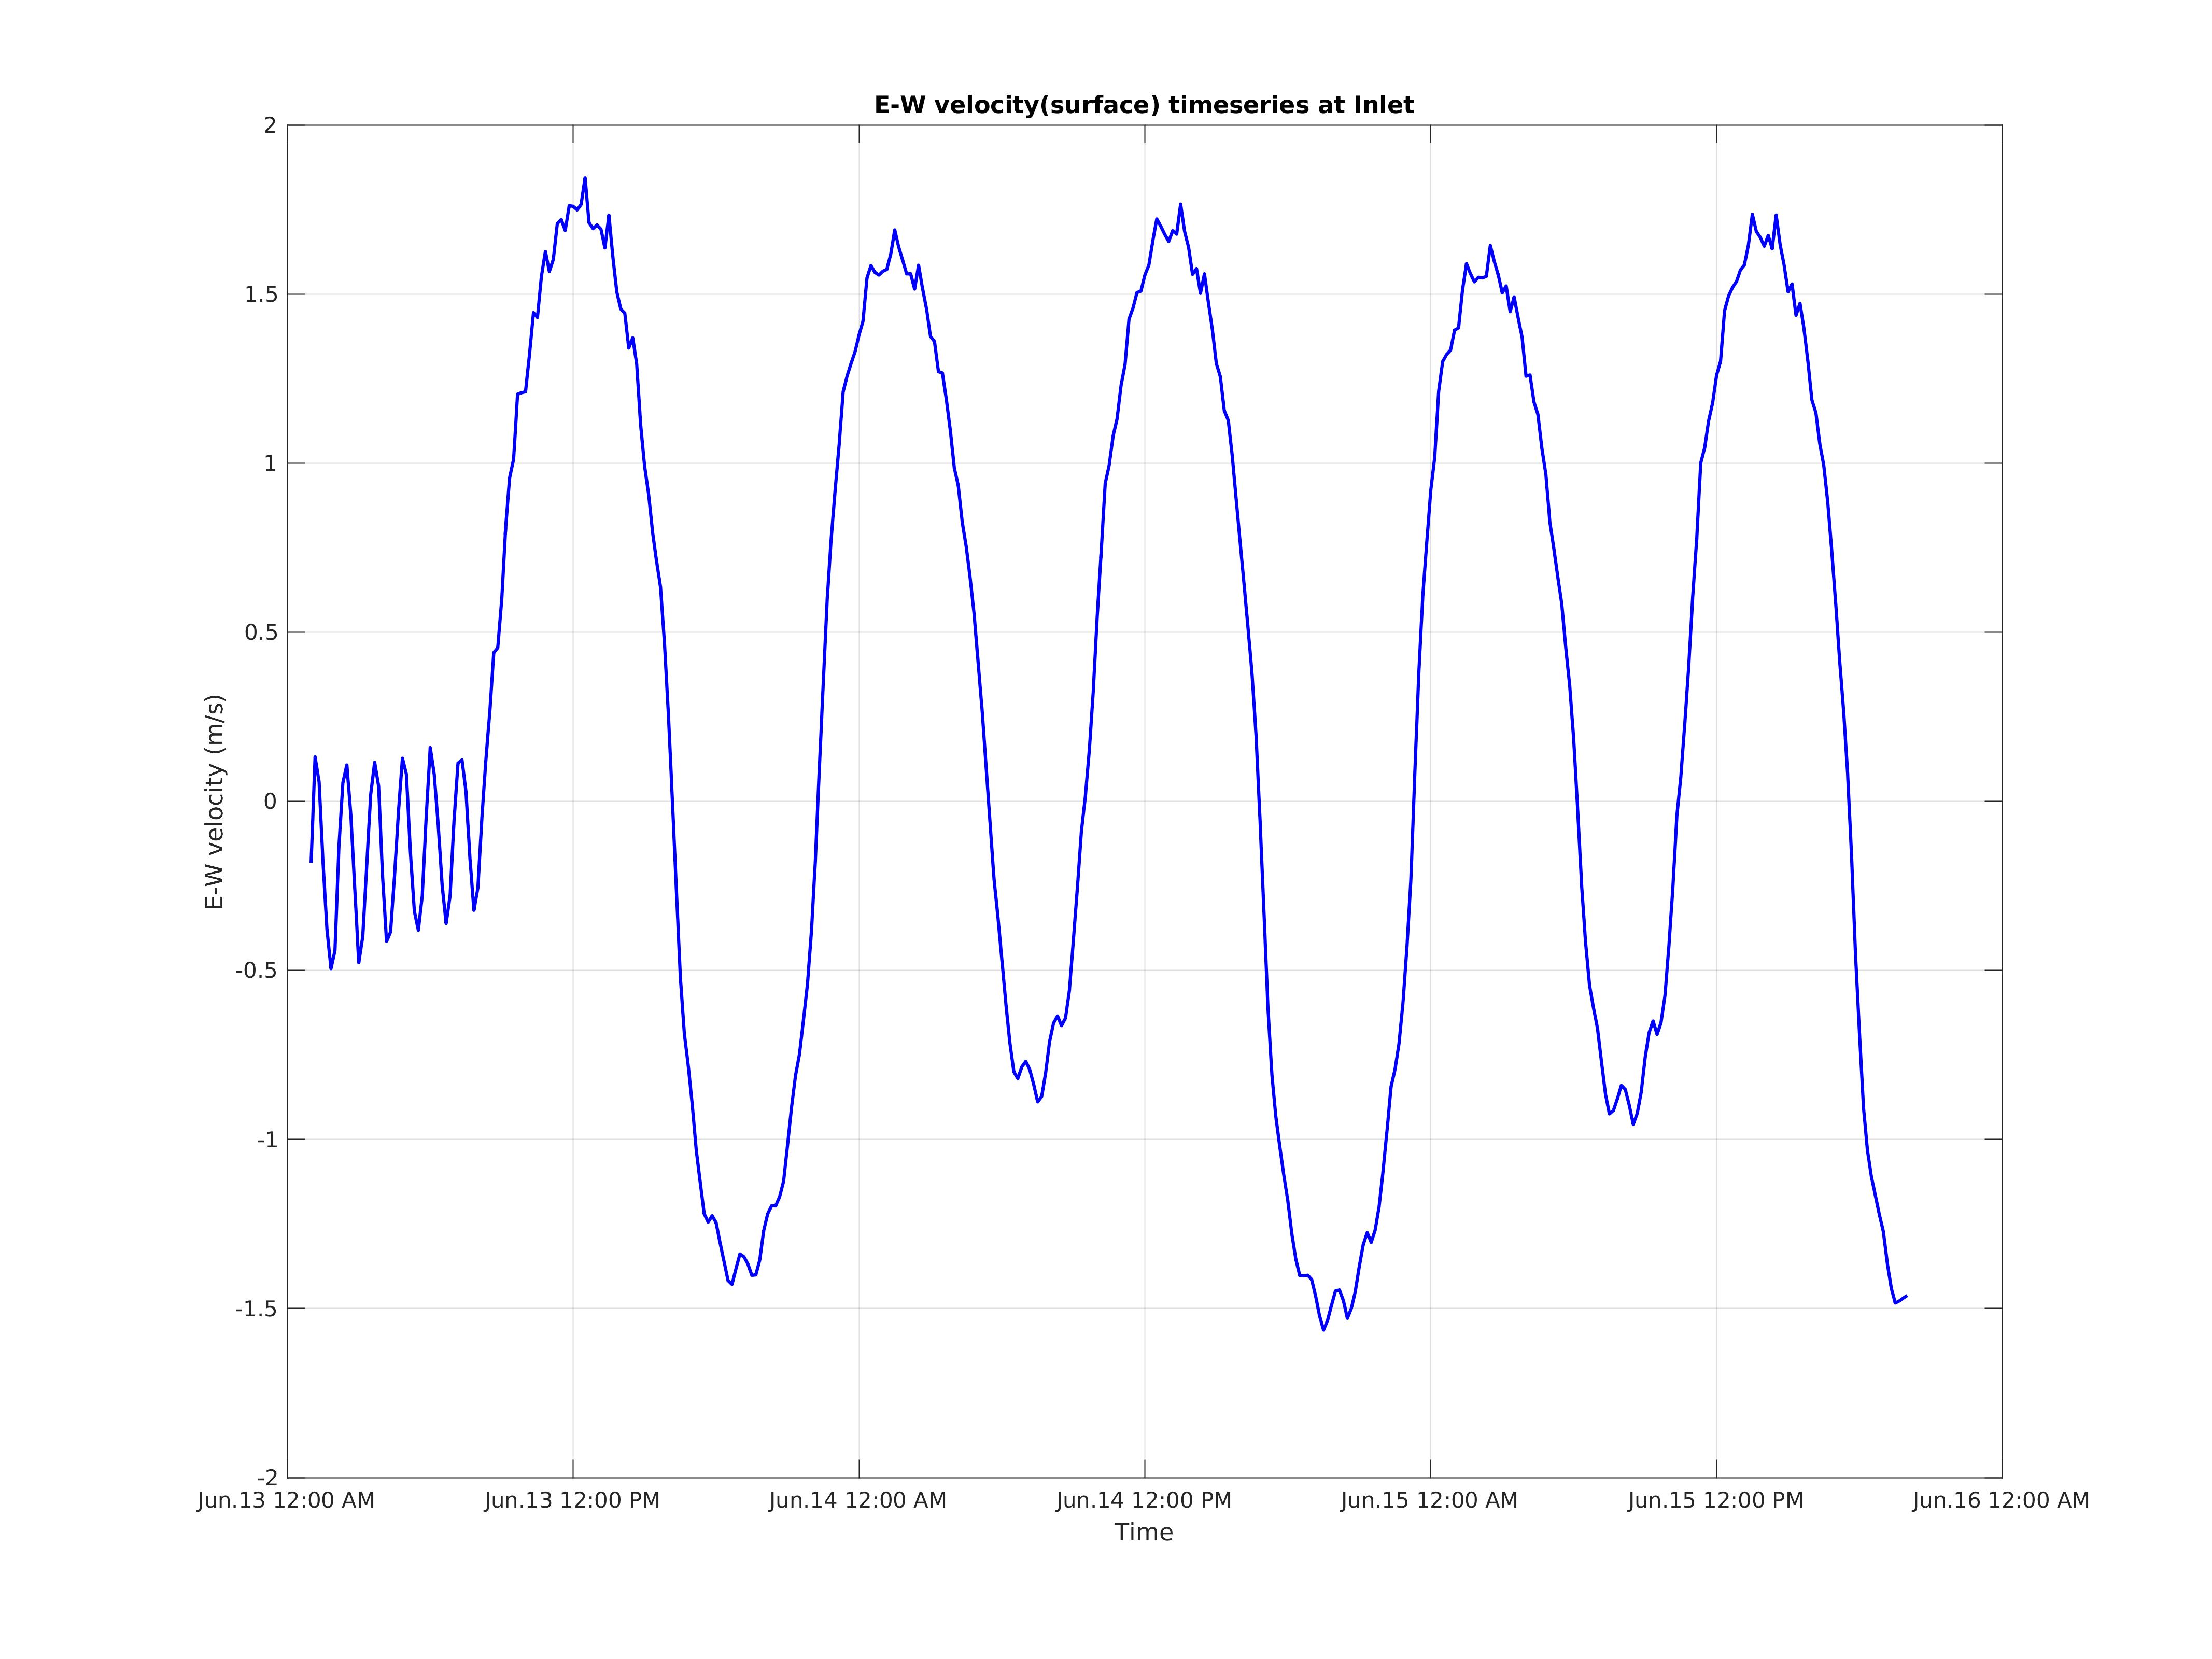 E-W velocity(surface) timeseries at Inlet
2
1.5
1
0.5
0
-0.5
-1
-1.5
-2
E-W velocity (m/s)
Jun.13 12:00 AM Jun.13 12:00 PM Jun.14 12:00 AM Jun.14 12:00 PM Jun.15 12:00 AM Jun.15 12:00 PM Jun.16 12:00 AM
Time